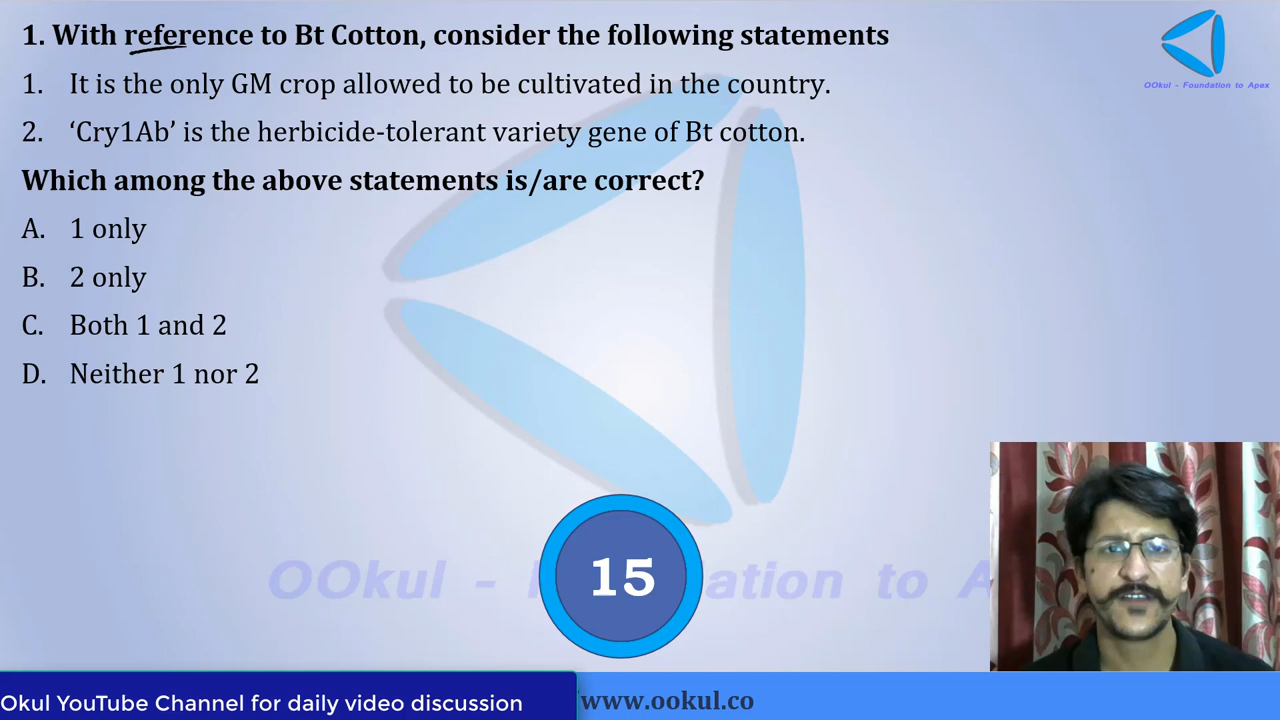 1. With reference to Bt Cotton, consider the following statements
1. It is the only GM crop allowed to be cultivated in the country.
2. ‘Cry1Ab’ is the herbicide-tolerant variety gene of Bt cotton.
Which among the above statements is/are correct?
A. 1 only
B. 2 only
C. Both 1 and 2
D. Neither 1 nor 2
OOkul - Foundation to Apex
15
OOkul - dation to A
Okul YouTube Channel for daily video discussion
www.ookul.co